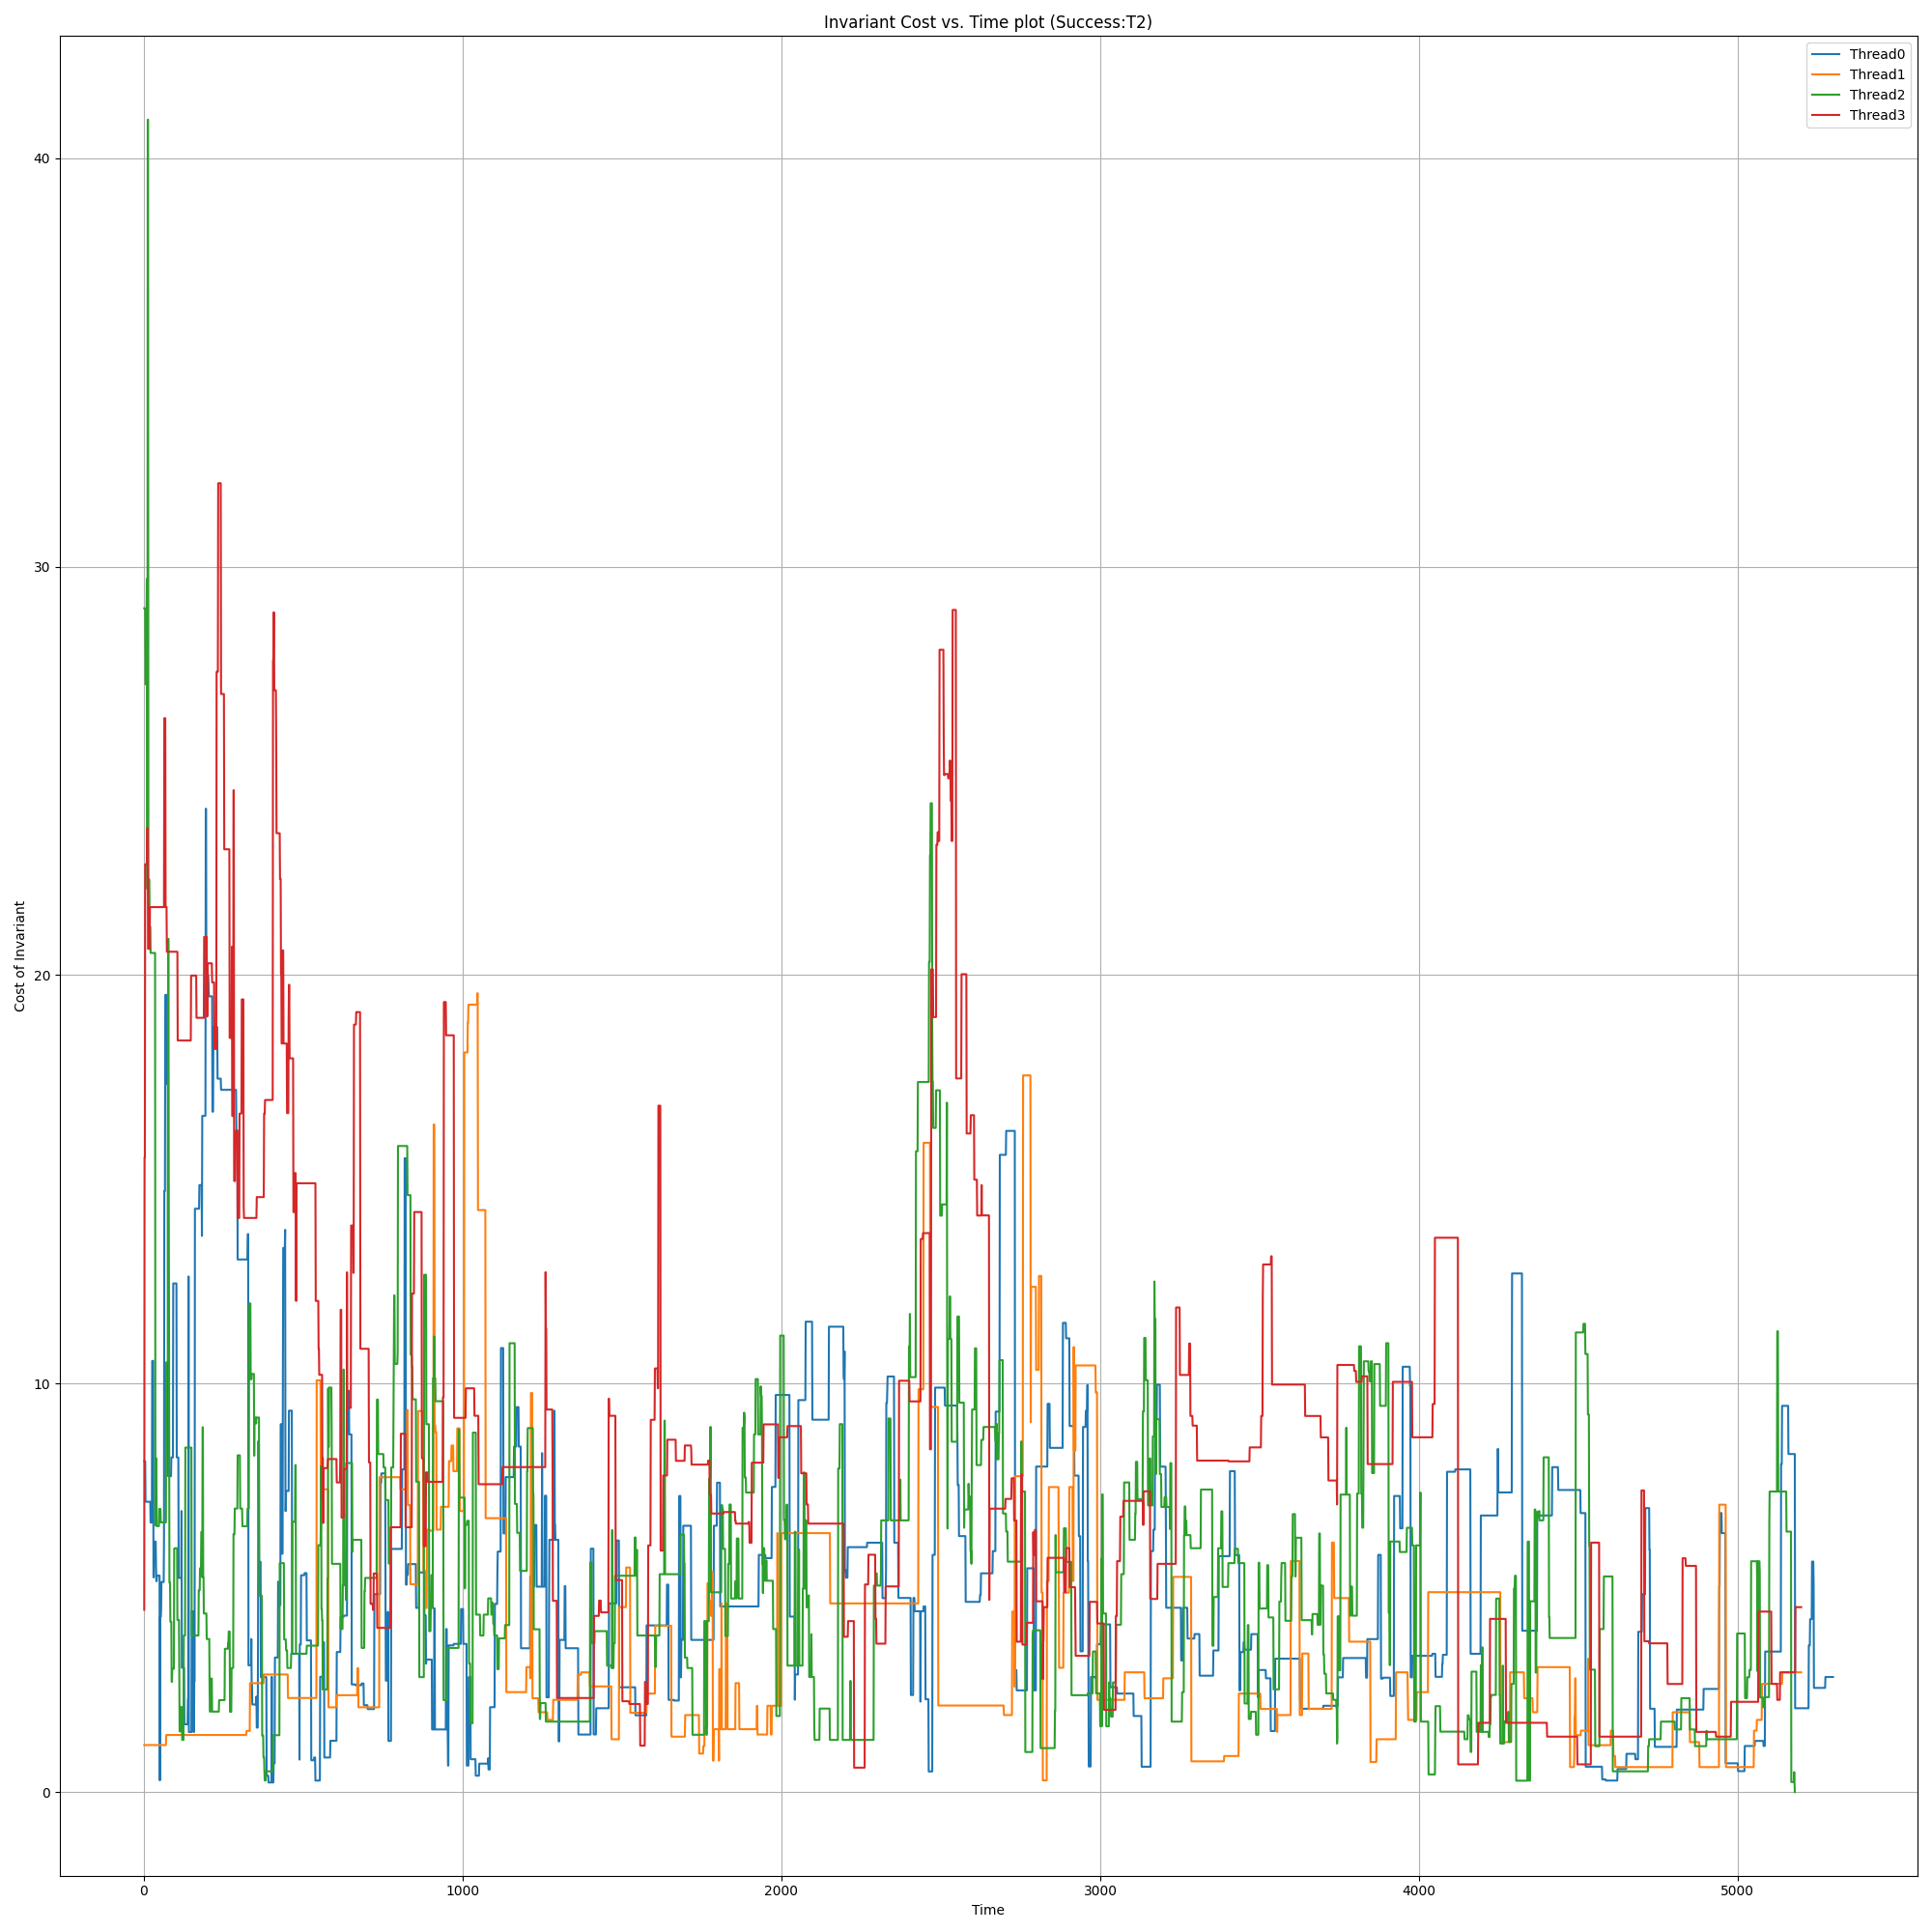 Invariant Cost vs. Time plot (Success:T2)
Thread0
Thread1
Thread2
Thread3
40
30
20
10
0
Cost of Invariant
0 1000 2000 3000 4000 5000
Time